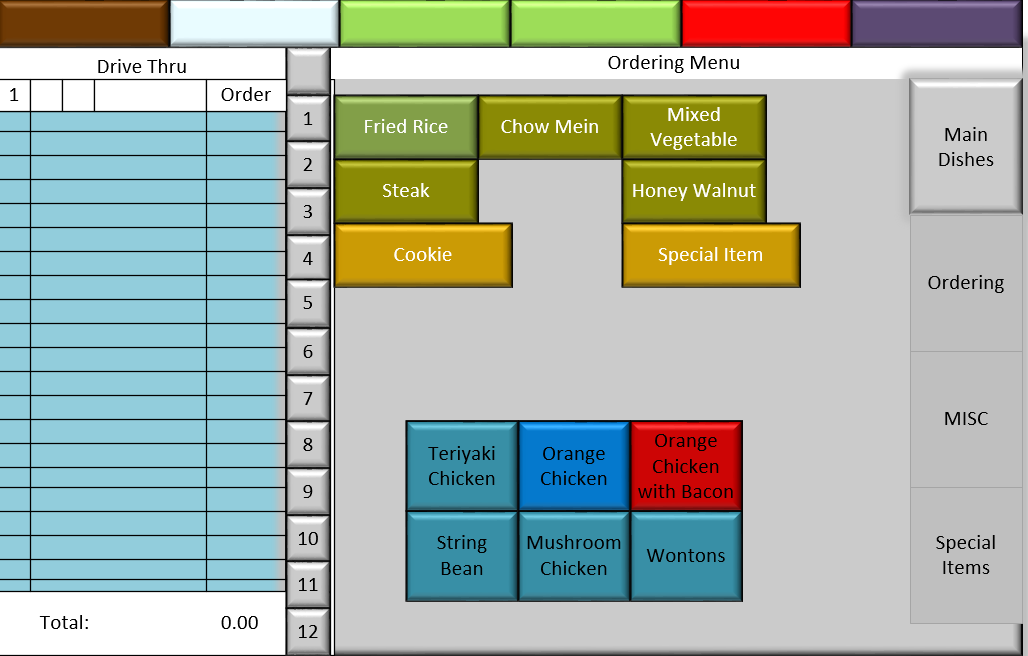 Drive Thru
Ordering Menu
1
Order
1
2
3
4
5
6
7
8
9
10
11
12
Total:
0.00
Fried Rice
Chow Mein
Mixed
Vegetable
Steak
Honey Walnut
Cookie
Special Item
Teriyaki
Chicken
Orange
Chicken
Orange
Chicken
with Bacon
String
Bean
Mushroom
Chicken
Wontons
Main
Dishes
Ordering
MISC
Special
Items